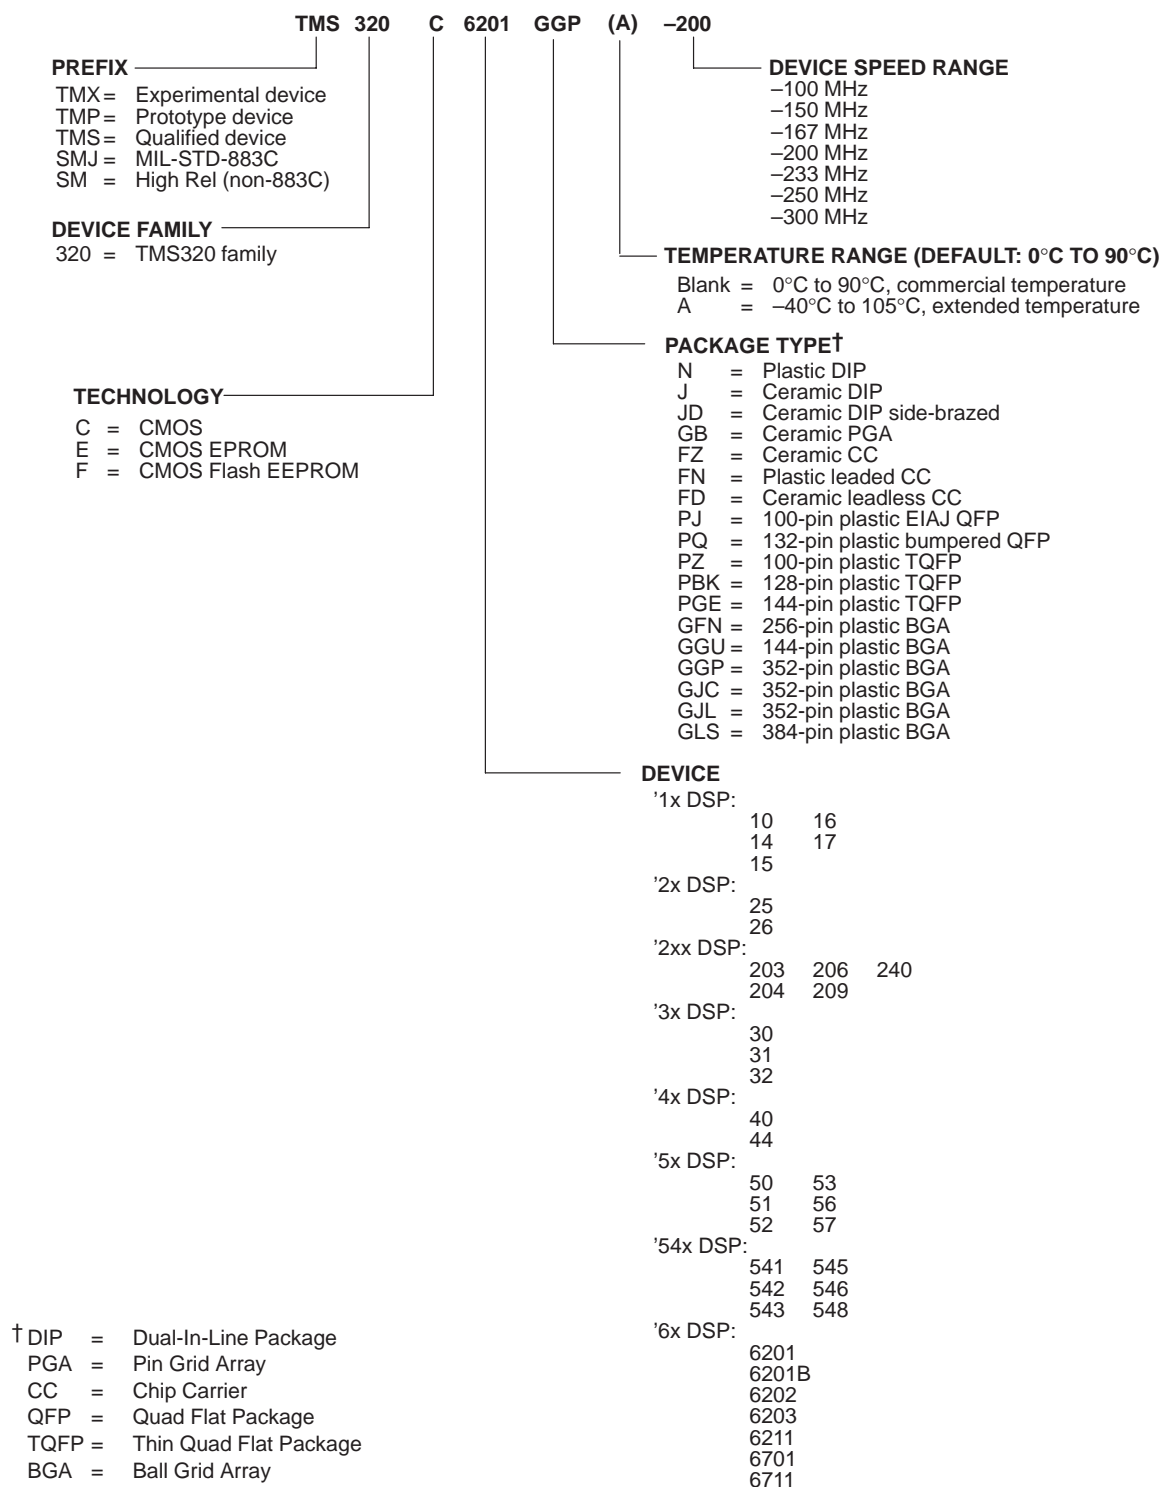 TMS 320 C 6201 GGP (A) –200
PREFIX
TMX = Experimental device
TMP = Prototype device
TMS = Qualified device
SMJ = MIL-STD-883C
SM = High Rel (non-883C)
DEVICE FAMILY
320 = TMS320 family
TECHNOLOGY
C = CMOS
E = CMOS EPROM
F = CMOS Flash EEPROM
DEVICE SPEED RANGE
–100 MHz
–150 MHz
–167 MHz
–200 MHz
–233 MHz
–250 MHz
–300 MHz
TEMPERATURE RANGE (DEFAULT: 0°C TO 90°C)
Blank = 0°C to 90°C, commercial temperature
A = –40°C to 105°C, extended temperature
PACKAGE TYPE†
N = Plastic DIP
J = Ceramic DIP
JD = Ceramic DIP side-brazed
GB = Ceramic PGA
FZ = Ceramic CC
FN = Plastic leaded CC
FD = Ceramic leadless CC
PJ = 100-pin plastic EIAJ QFP
PQ = 132-pin plastic bumpered QFP
PZ = 100-pin plastic TQFP
PBK = 128-pin plastic TQFP
PGE = 144-pin plastic TQFP
GFN = 256-pin plastic BGA
GGU = 144-pin plastic BGA
GGP = 352-pin plastic BGA
GJC = 352-pin plastic BGA
GJL = 352-pin plastic BGA
GLS = 384-pin plastic BGA
DEVICE
’1x DSP:
10 16
14 17
15
’2x DSP:
25
26
’2xx DSP:
203 206 240
204 209
’3x DSP:
30
31
32
’4x DSP:
40
44
’5x DSP:
50 53
51 56
52 57
’54x DSP:
541 545
542 546
543 548
’6x DSP:
6201
6201B
6202
6203
6211
6701
6711
† DIP = Dual-In-Line Package
PGA = Pin Grid Array
CC = Chip Carrier
QFP = Quad Flat Package
TQFP = Thin Quad Flat Package
BGA = Ball Grid Array